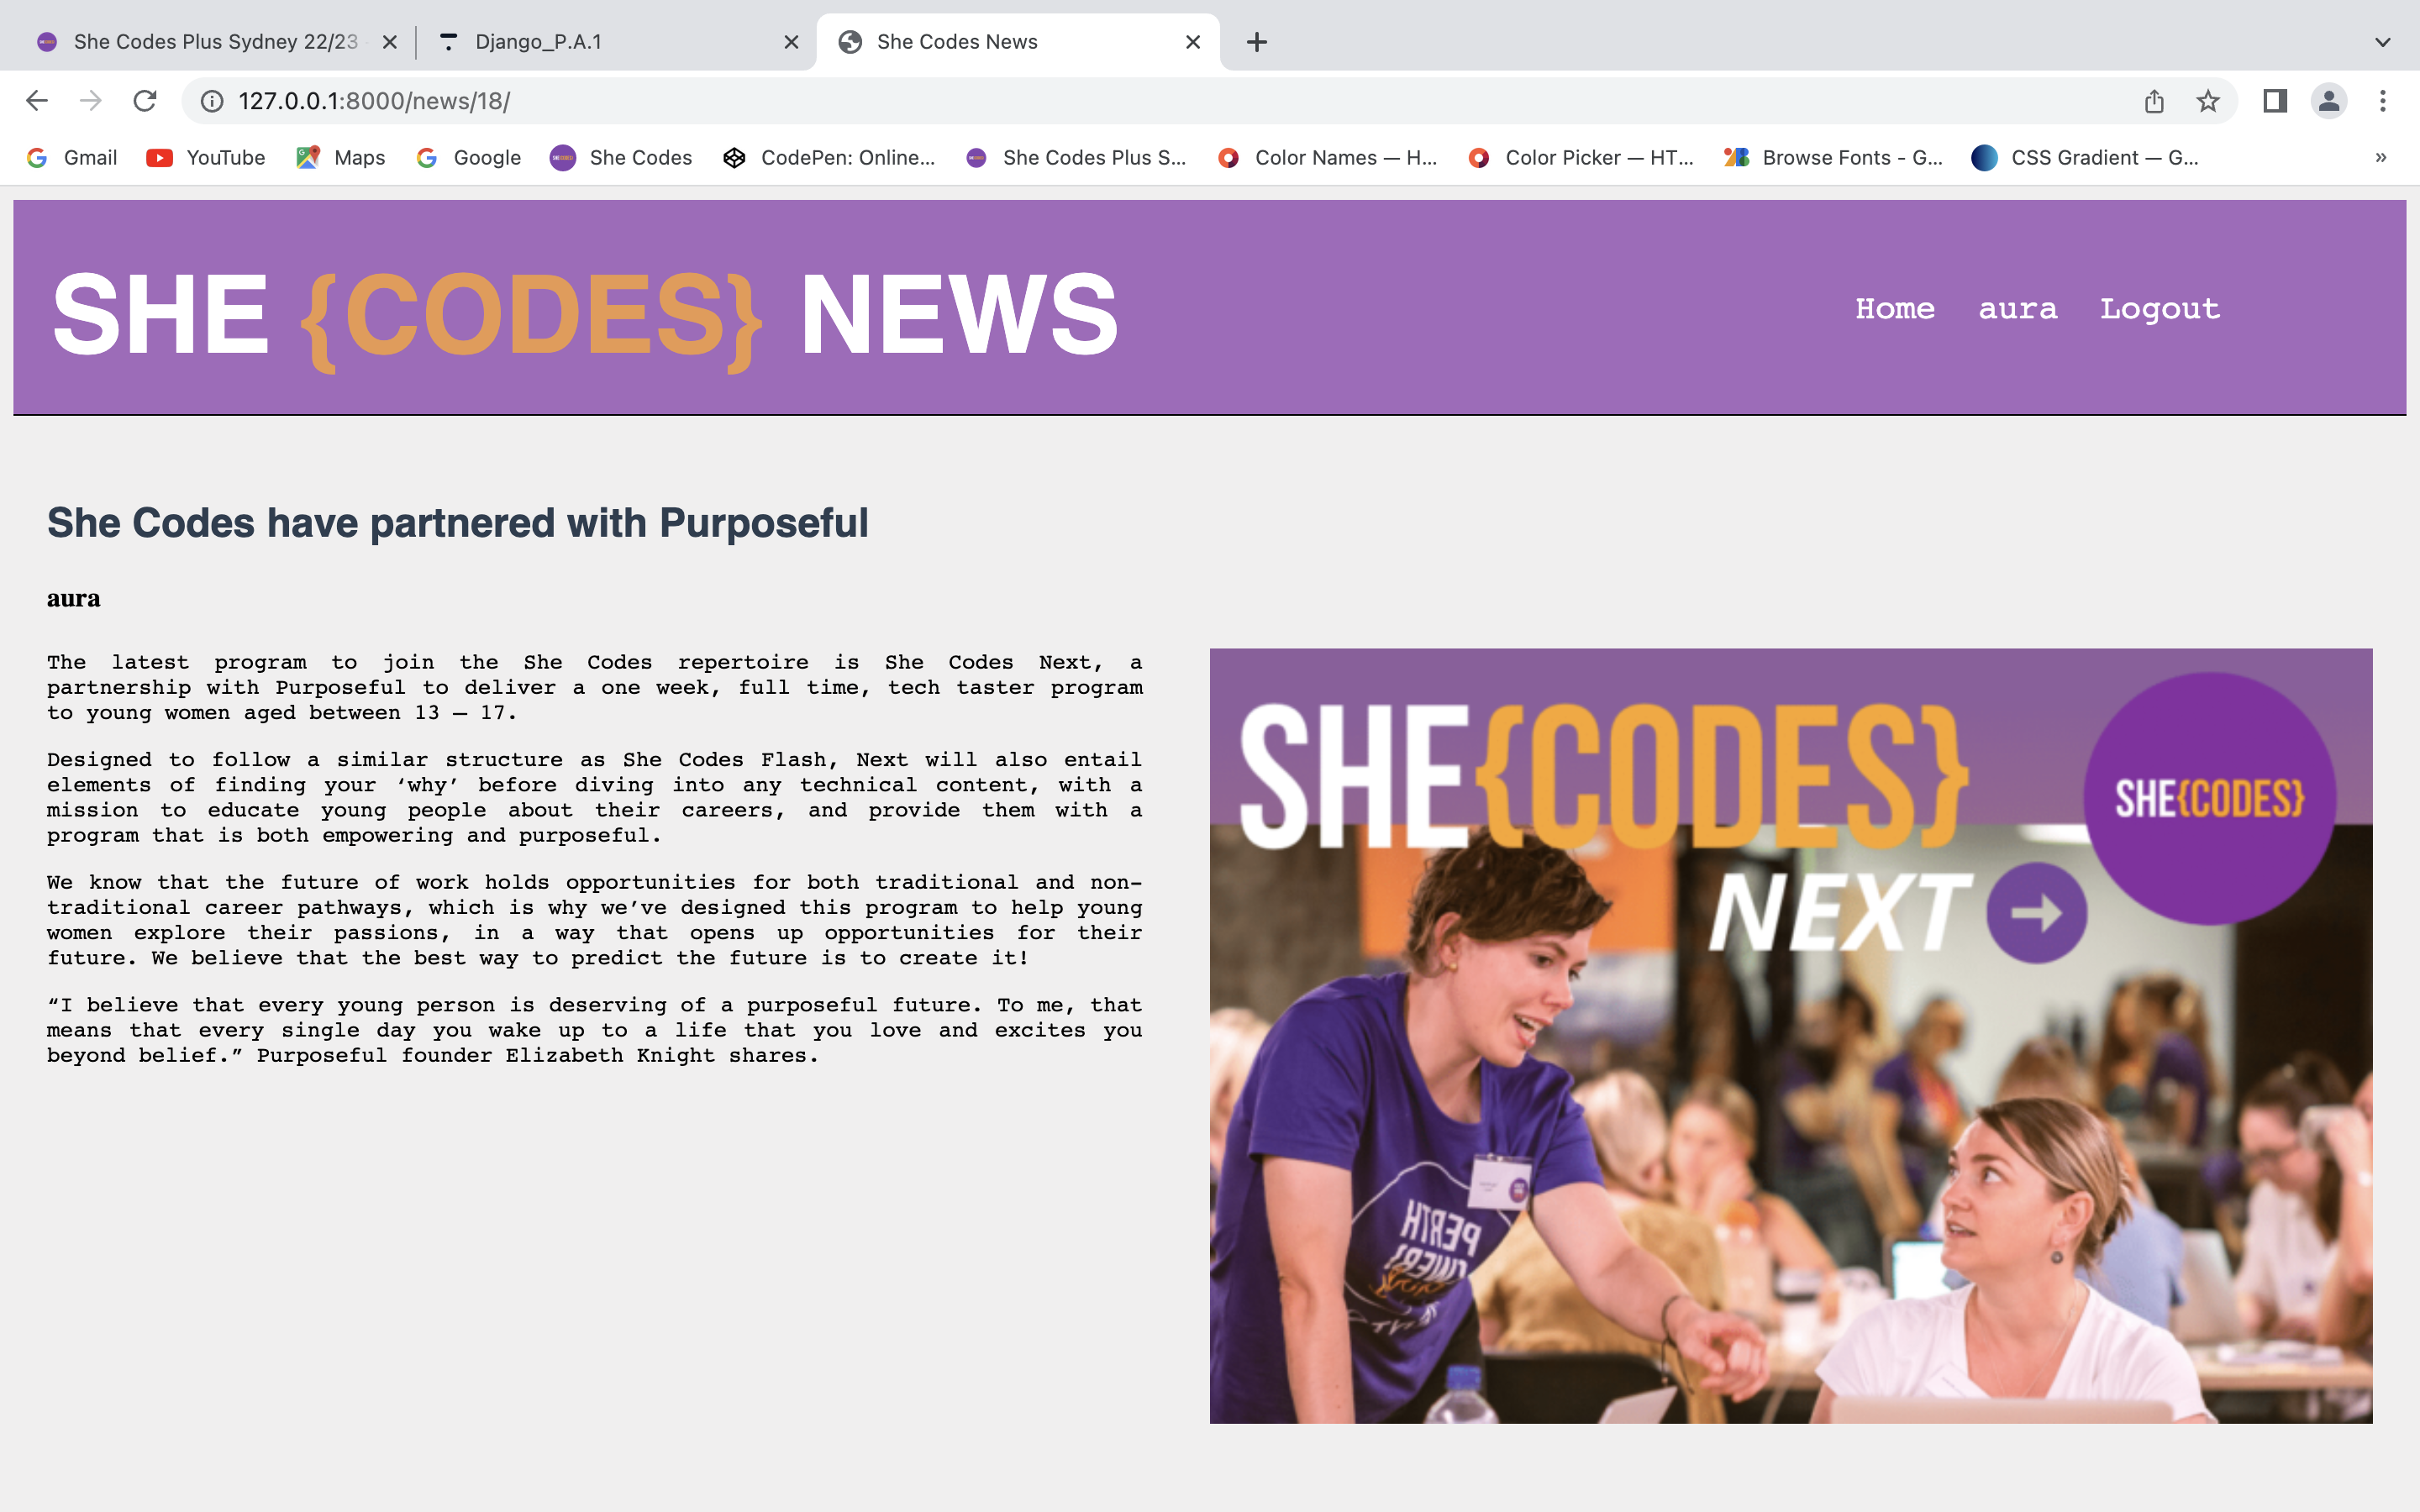 She Codes Plus Sydney 22/23
Django_P.A.1
She Codes News
127.0.0.1:8000/news/18/
Gmail
YouTube
Maps
Google
She Codes
CodePen: Online...
She Codes Plus S...
Color Names — H...
Color Picker — HT...
Browse Fonts - G...
CSS Gradient — G...
»
SHE {CODES} NEWS
Home aura Logout
She Codes have partnered with Purposeful
aura
The latest program to join the She Codes repertoire is She Codes Next, a
partnership with Purposeful to deliver a one week, full time, tech taster program
to young women aged between 13 – 17.
Designed to follow a similar structure as She Codes Flash, Next will also entail
elements of finding your ‘why’ before diving into any technical content, with a
mission to educate young people about their careers, and provide them with a
program that is both empowering and purposeful.
We know that the future of work holds opportunities for both traditional and non-
traditional career pathways, which is why we’ve designed this program to help young
women explore their passions, in a way that opens up opportunities for their
future. We believe that the best way to predict the future is to create it!
“I believe that every young person is deserving of a purposeful future. To me, that
means that every single day you wake up to a life that you love and excites you
beyond belief.” Purposeful founder Elizabeth Knight shares.
SHE{CODES}
NEXT
SHE{CODES}
PERTH